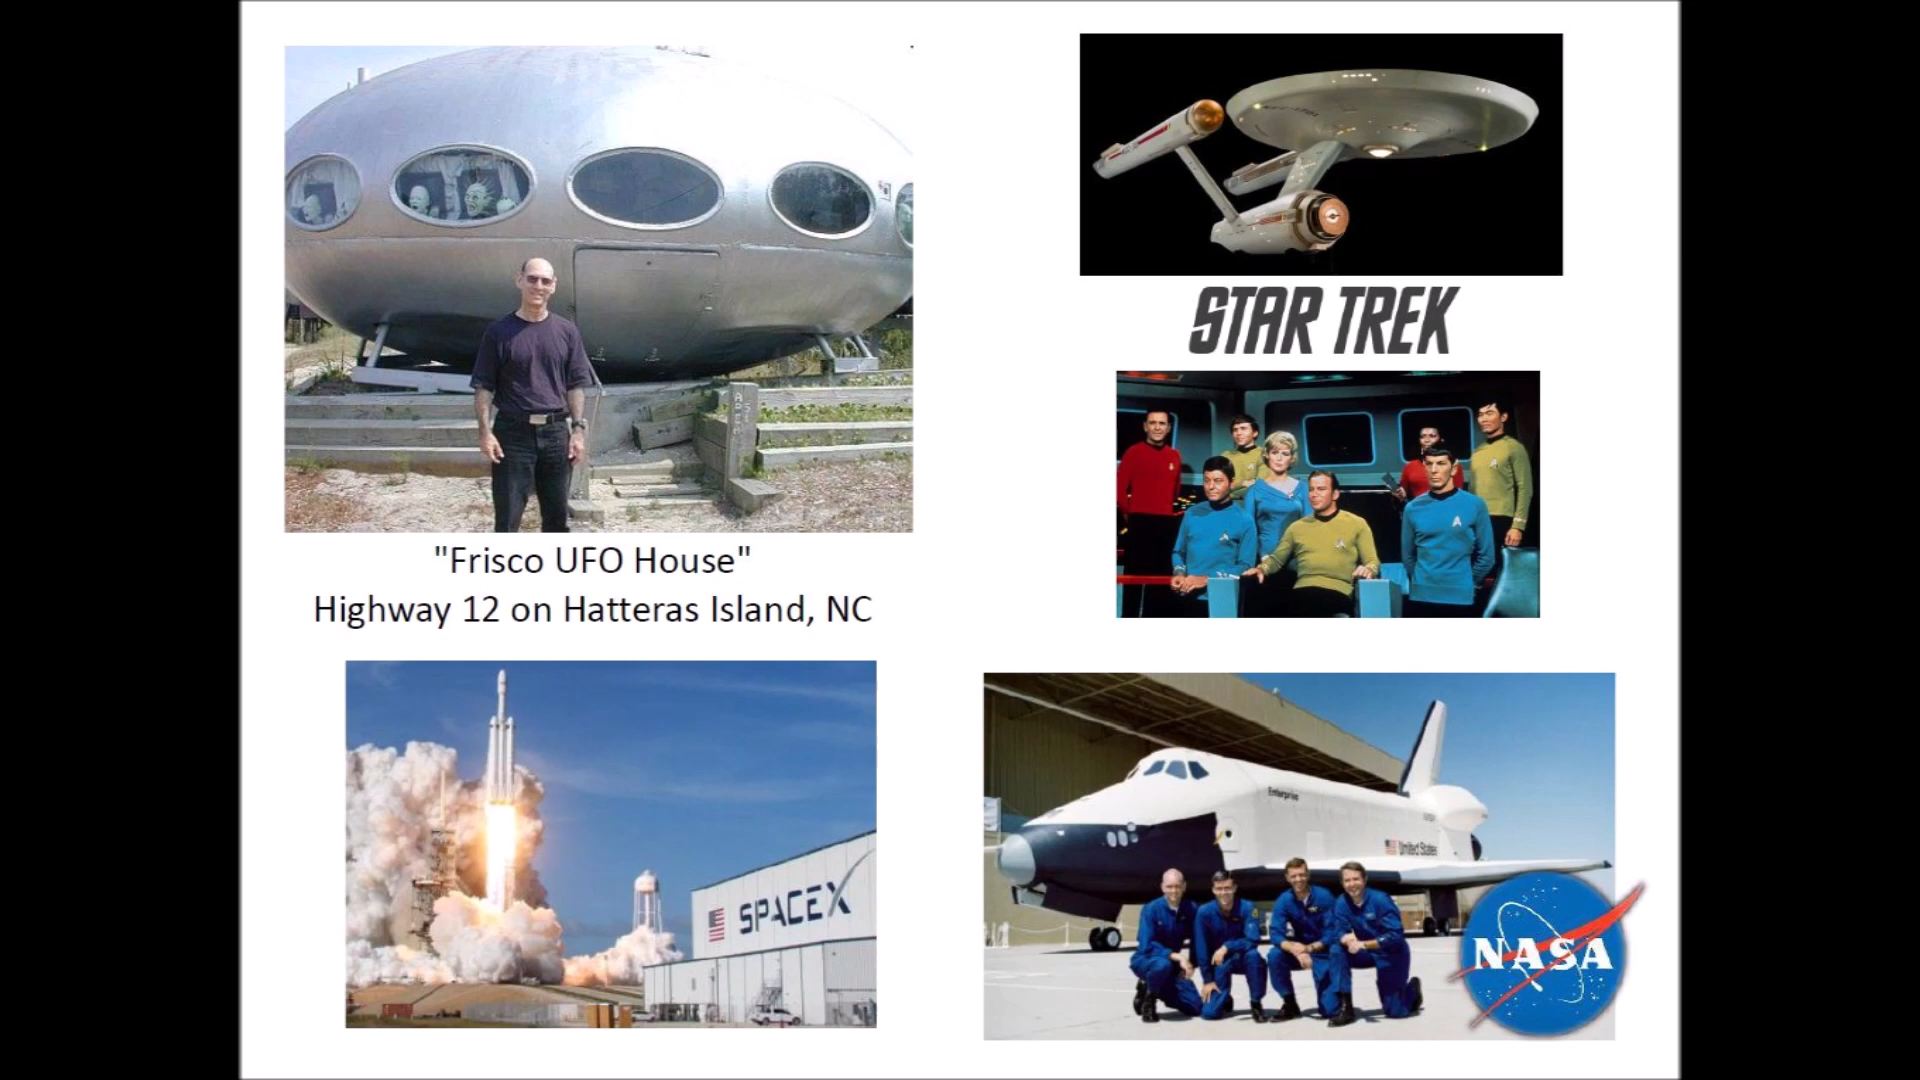 "Frisco UFO House"
Highway 12 on Hatteras Island, NC
STAR TREK
SPACEX
Enterprise
United States
NASA